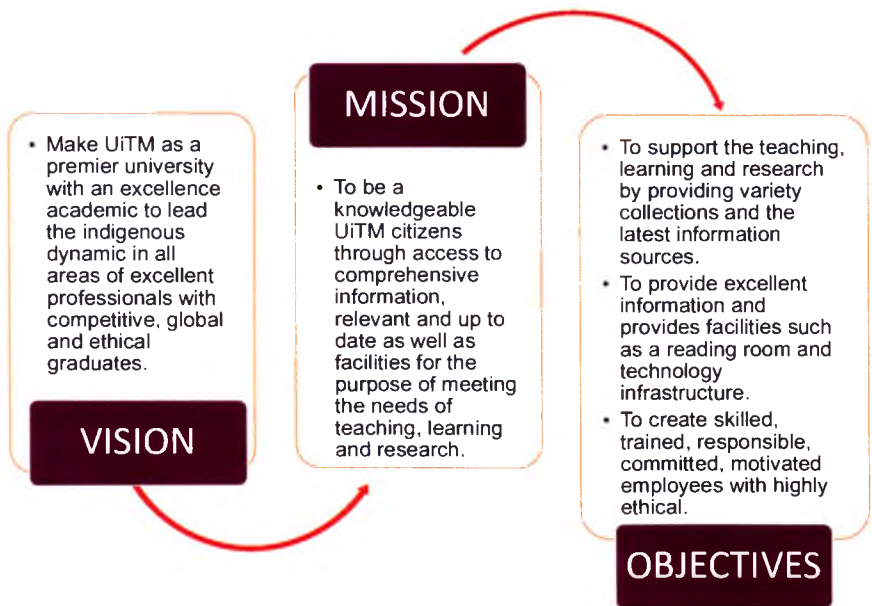 • Make UiTM as a
premier university
with an excellence
academic to lead
the indigenous
dynamic in all
areas of excellent
professionals with
competitive, global
and ethical
graduates.
VISION
MISSION
• To be a
knowledgeable
UiTM citizens
through access to
comprehensive
information,
relevant and up to
date as well as
facilities for the
purpose of meeting
the needs of
teaching, learning
and research.
• To support the teaching,
learning and research
by providing variety
collections and the
latest information
sources.
• To provide excellent
information and
provides facilities such
as a reading room and
technology
infrastructure.
• To create skilled,
trained, responsible,
committed, motivated
employees with highly
ethical.
OBJECTIVES